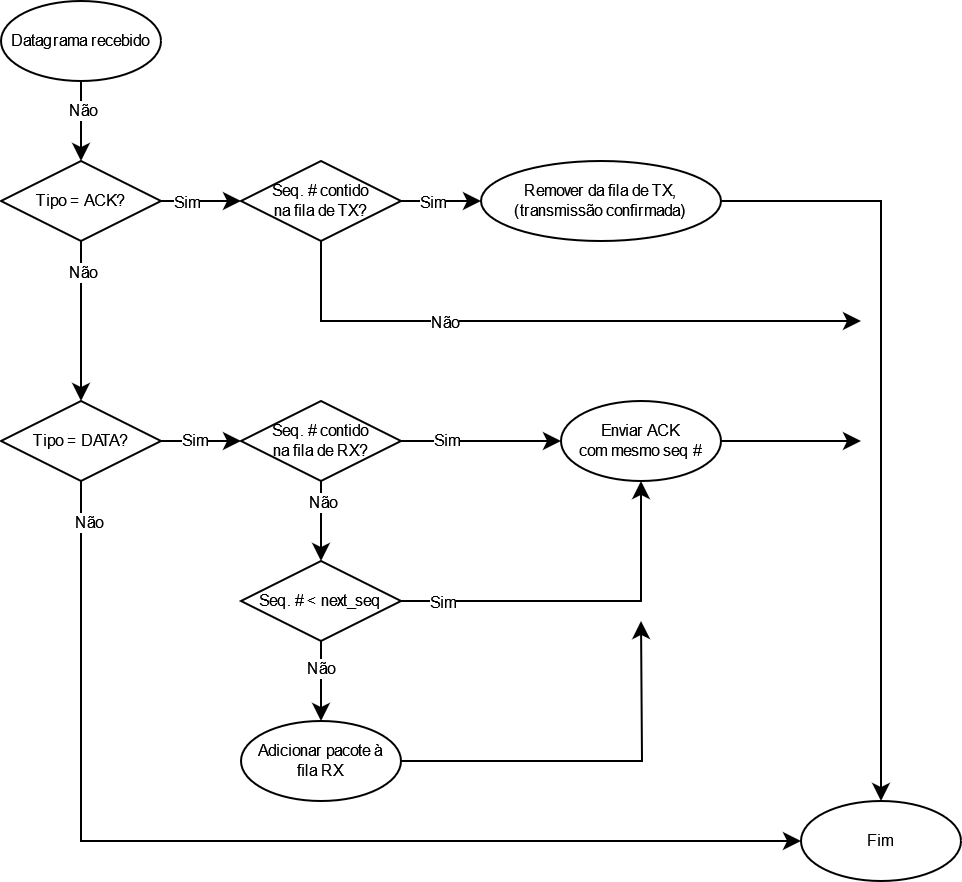 Datagrama recebido
Não
Tipo = ACK?
Sim
Seq. # contido
na fila de TX?
Sim
Remover da fila de TX,
(transmissão confirmada)
Não
Não
Tipo = DATA?
Sim
Seq. # contido
na fila de RX?
Sim
Enviar ACK
com mesmo seq #
Não
Não
Seq. # < next_seq
Sim
Não
Adicionar pacote à
fila RX
Fim